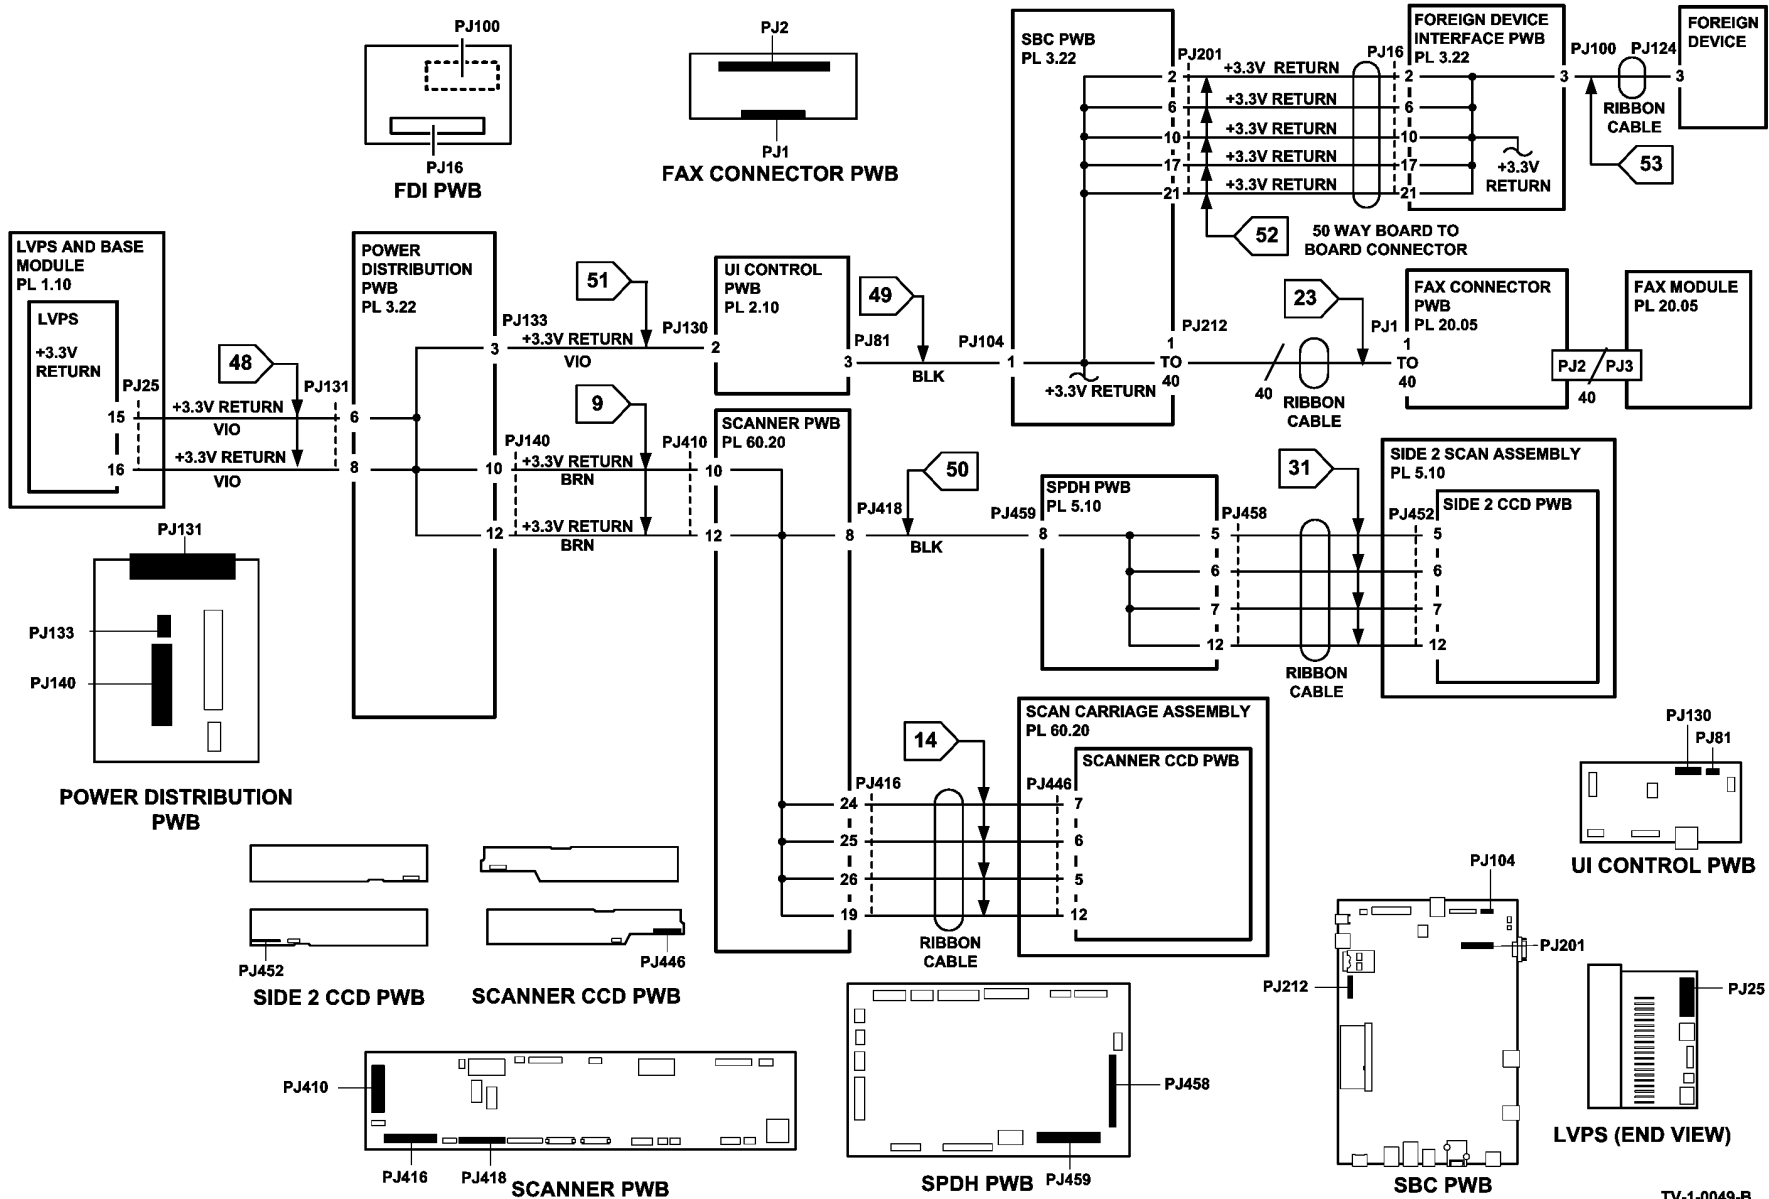 PJ100
PJ16
FDI PWB
PJ2
PJ1
FAX CONNECTOR PWB
SBC PWB
PL 3.22
PJ201
2
6
10
17
21
+3.3V RETURN
+3.3V RETURN
+3.3V RETURN
+3.3V RETURN
+3.3V RETURN
PJ16
FOREIGN DEVICE
INTERFACE PWB
PL 3.22
2
6
10
17
21
+3.3V
RETURN
3
PJ100
PJ124
3
RIBBON
CABLE
FOREIGN
DEVICE
53
52
50 WAY BOARD TO
BOARD CONNECTOR
LVPS AND BASE
MODULE
PL 1.10
LVPS
+3.3V
RETURN
15
16
PJ25
48
+3.3V RETURN
VIO
+3.3V RETURN
VIO
PJ131
6
8
POWER
DISTRIBUTION
PWB
PL 3.22
3
10
12
PJ133
51
+3.3V RETURN
VIO
PJ130
2
UI CONTROL
PWB
PL 2.10
PJ81
3
49
BLK
PJ104
1
+3.3V RETURN
PJ212
1
TO
40
40
RIBBON
CABLE
23
PJ1
1
TO
40
FAX CONNECTOR
PWB
PL 20.05
PJ2
PJ3
40
FAX MODULE
PL 20.05
9
PJ140
+3.3V RETURN
BRN
+3.3V RETURN
BRN
PJ410
10
12
SCANNER PWB
PL 60.20
PJ418
8
50
BLK
PJ459
8
SPDH PWB
PL 5.10
PJ458
5
6
7
12
31
RIBBON
CABLE
PJ452
5
6
7
12
SIDE 2 SCAN ASSEMBLY
PL 5.10
SIDE 2 CCD PWB
PJ131
PJ133
PJ140
POWER DISTRIBUTION
PWB
24
25
26
19
PJ416
14
RIBBON
CABLE
SCAN CARRIAGE ASSEMBLY
PL 60.20
SCANNER CCD PWB
PJ446
7
6
5
12
PJ130
PJ81
UI CONTROL PWB
PJ452
SIDE 2 CCD PWB
PJ446
SCANNER CCD PWB
PJ410
PJ416
PJ418
SCANNER PWB
PJ458
PJ459
SPDH PWB
PJ104
PJ201
PJ212
SBC PWB
PJ25
LVPS (END VIEW)
TV-1-0049-B